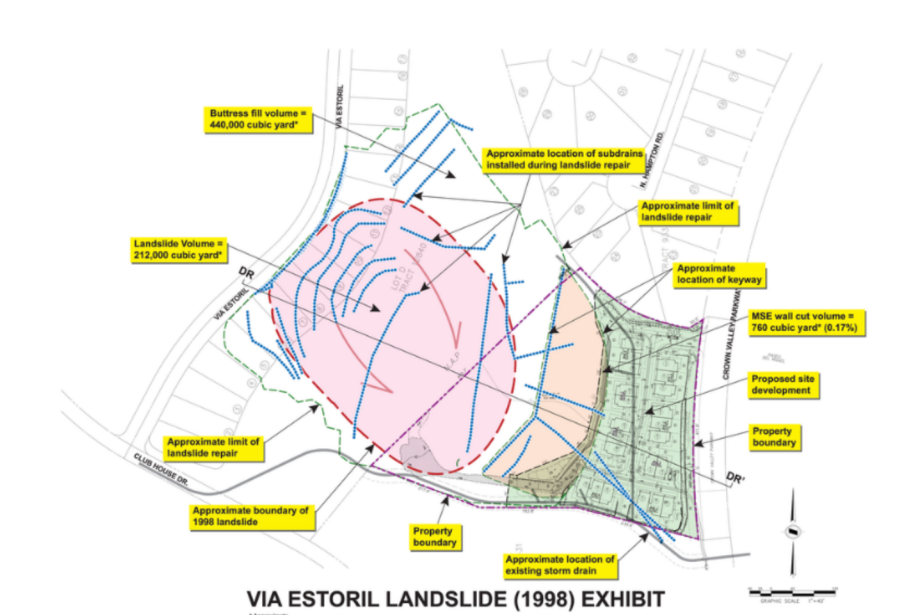 Buttress fill volume =
440,000 cubic yard*
VIA ESTORIL
Approximate location of subdrains
installed during landslide repair
N. HAMPTON RD.
Approximate limit of
landslide repair
Landslide Volume =
212,000 cubic yard*
DR
VIA ESTORIL
LOT D
TRACT
Approximate
location of keyway
MSE wall cut volume =
760 cubic yard* (0.17%)
CROWN VALLEY PARKWAY
Proposed site
development
Property
boundary
Approximate limit of
landslide repair
CLUB HOUSE DR.
DR'
Approximate boundary of
1998 landslide
Property
boundary
Approximate location of
existing storm drain
GRAPHIC SCALE
VIA ESTORIL LANDSLIDE (1998) EXHIBIT